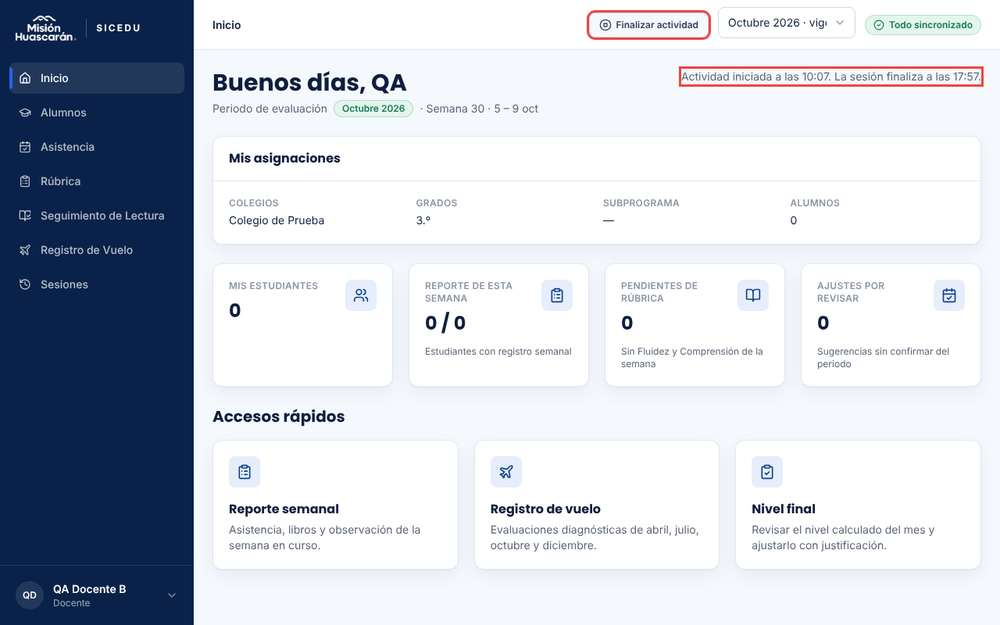 Misión
Huascarán.
SICEDU
Inicio
Alumnos
Asistencia
Rúbrica
Seguimiento de Lectura
Registro de Vuelo
Sesiones
QD
QA Docente B
Docente
Inicio
Finalizar actividad
Octubre 2026 · vige
Todo sincronizado
Buenos días, QA
Actividad iniciada a las 10:07. La sesión finaliza a las 17:57.
Periodo de evaluación Octubre 2026 · Semana 30 · 5 – 9 oct
Mis asignaciones
COLEGIOS
Colegio de Prueba
GRADOS
3.º
SUBPROGRAMA
—
ALUMNOS
0
MIS ESTUDIANTES
0
REPORTE DE ESTA
SEMANA
0 / 0
Estudiantes con registro semanal
PENDIENTES DE
RÚBRICA
0
Sin Fluidez y Comprensión de la
semana
AJUSTES POR
REVISAR
0
Sugerencias sin confirmar del
periodo
Accesos rápidos
Reporte semanal
Asistencia, libros y observación de la
semana en curso.
Registro de vuelo
Evaluaciones diagnósticas de abril, julio,
octubre y diciembre.
Nivel final
Revisar el nivel calculado del mes y
ajustarlo con justificación.